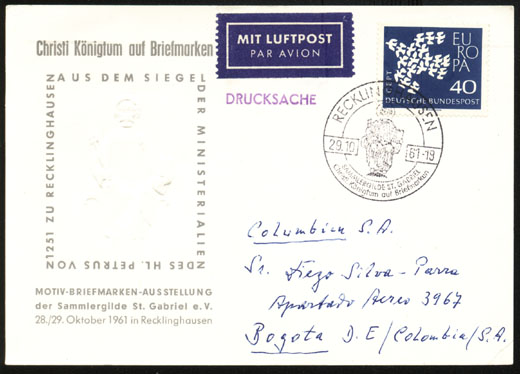 Christi Königtum auf Briefmarken
AUS DEM SIEGEL
DER MINISTERIALEN
DES HL. PETRUS VON
1251 ZU RECKLINGHAUSEN
MOTIV-BRIEFMARKEN-AUSSTELLUNG
der Sammlergilde St. Gabriel e.V.
28./29. Oktober 1961 in Recklinghausen
MIT LUFTPOST
PAR AVION
DRUCKSACHE
RECKLINGHAUSEN
29.10 61-19
SAMMLERGILDE ST. GABRIEL
Christi Königtum auf Briefmarken
EUROPA
CEPT
40
DEUTSCHE BUNDESPOST
Columbien S.A.
Sr. Diego Silva-Parra
Apartado Aereo 3967
Bogota D.E/Colombia/S.A.